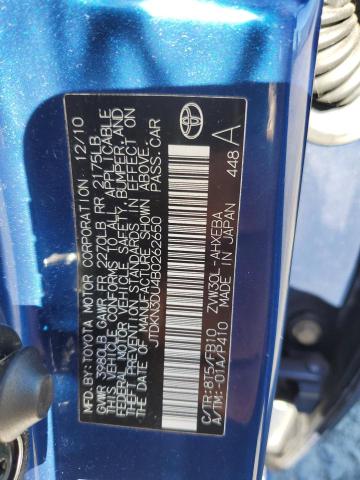 MFD. BY:TOYOTA MOTOR CORPORATION 12/10
GVWR 3980LB GAWR FR 2270LB RR 2175LB
THIS VEHICLE CONFORMS TO ALL APPLICABLE
FEDERAL MOTOR VEHICLE SAFETY, BUMPER, AND
THEFT PREVENTION STANDARDS IN EFFECT ON
THE DATE OF MANUFACTURE SHOWN ABOVE.
JTDKN3DU4B0262650 PASS.CAR
C/TR:8T5/FB10 ZVW30L-AHXEBA
A/TM:-01A/P410 MADE IN JAPAN
448 A